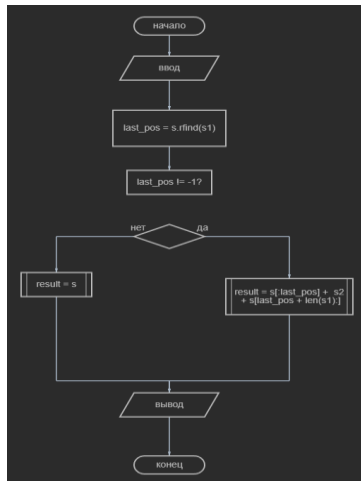 начало
ввод
last_pos = s.rfind(s1)
last_pos != -1?
нет
да
result = s
result = s[:last_pos] + s2
+ s[last_pos + len(s1):]
вывод
конец